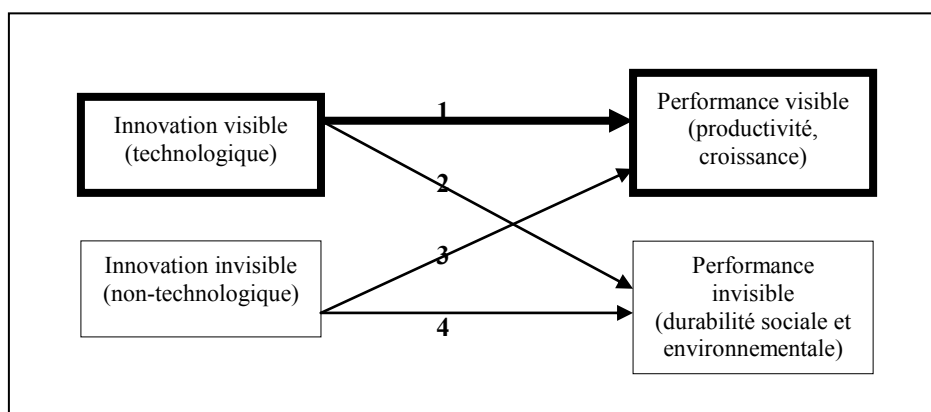 Innovation visible
(technologique)
1
Performance visible
(productivité,
croissance)
2
3
Innovation invisible
(non-technologique)
4
Performance
invisible
(durabilité sociale et
environnementale)